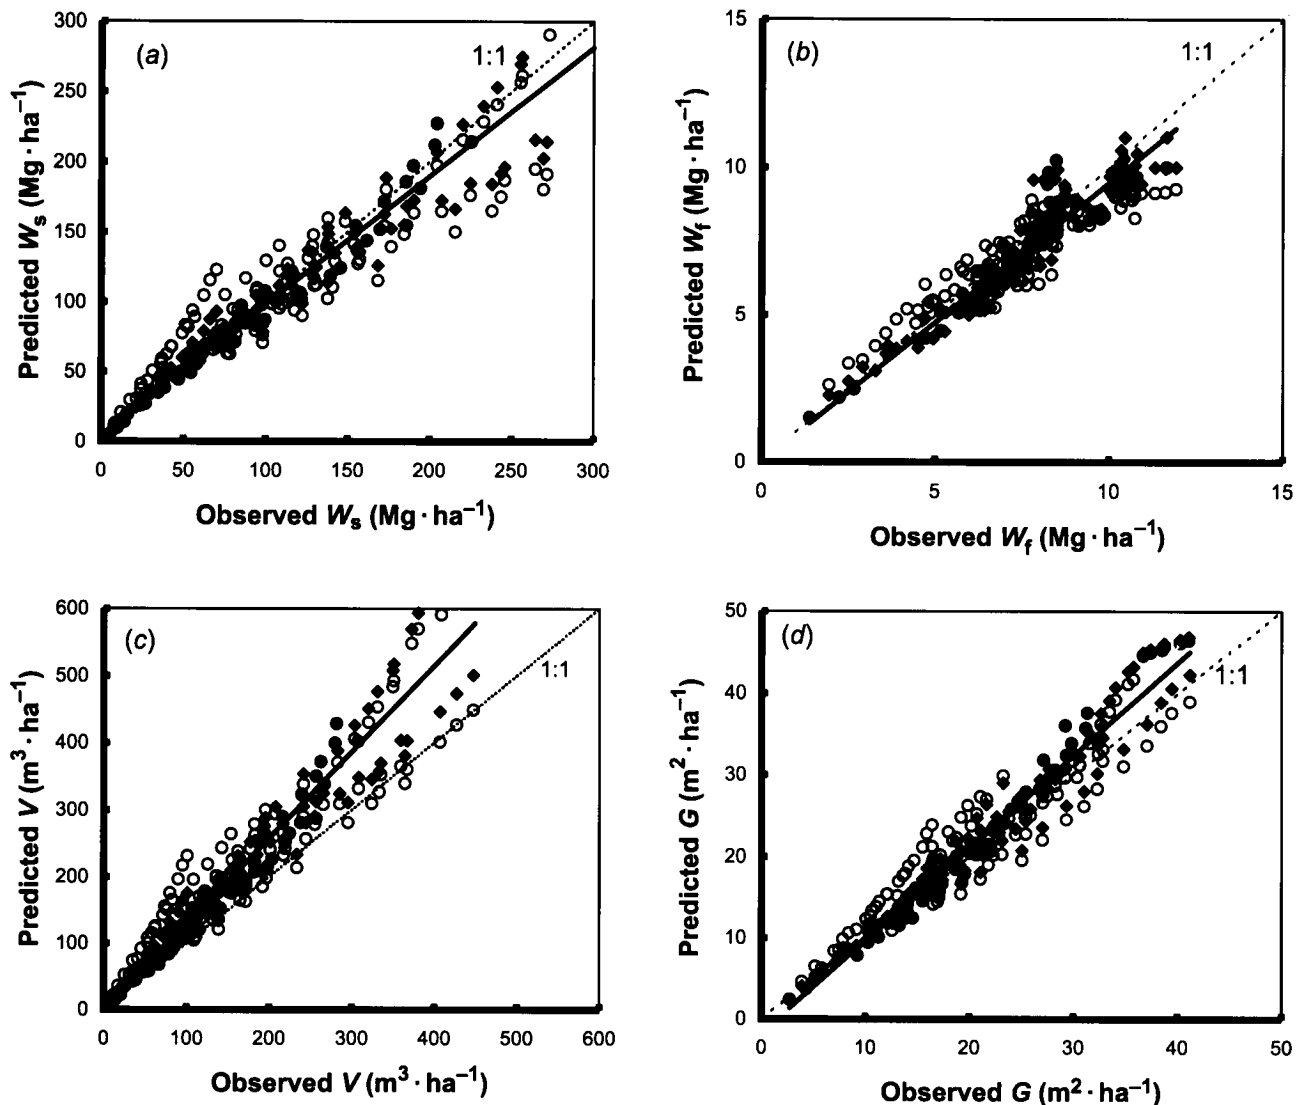 (a)
1:1
300
250
200
150
100
50
0
0 50 100 150 200 250 300
Predicted Ws (Mg · ha−1)
Observed Ws (Mg · ha−1)
(b)
1:1
15
10
5
0
0 5 10 15
Predicted Wf (Mg · ha−1)
Observed Wf (Mg · ha−1)
(c)
1:1
600
500
400
300
200
100
0
0 100 200 300 400 500 600
Predicted V (m3 · ha−1)
Observed V (m3 · ha−1)
(d)
1:1
50
40
30
20
10
0
0 10 20 30 40 50
Predicted G (m2 · ha−1)
Observed G (m2 · ha−1)